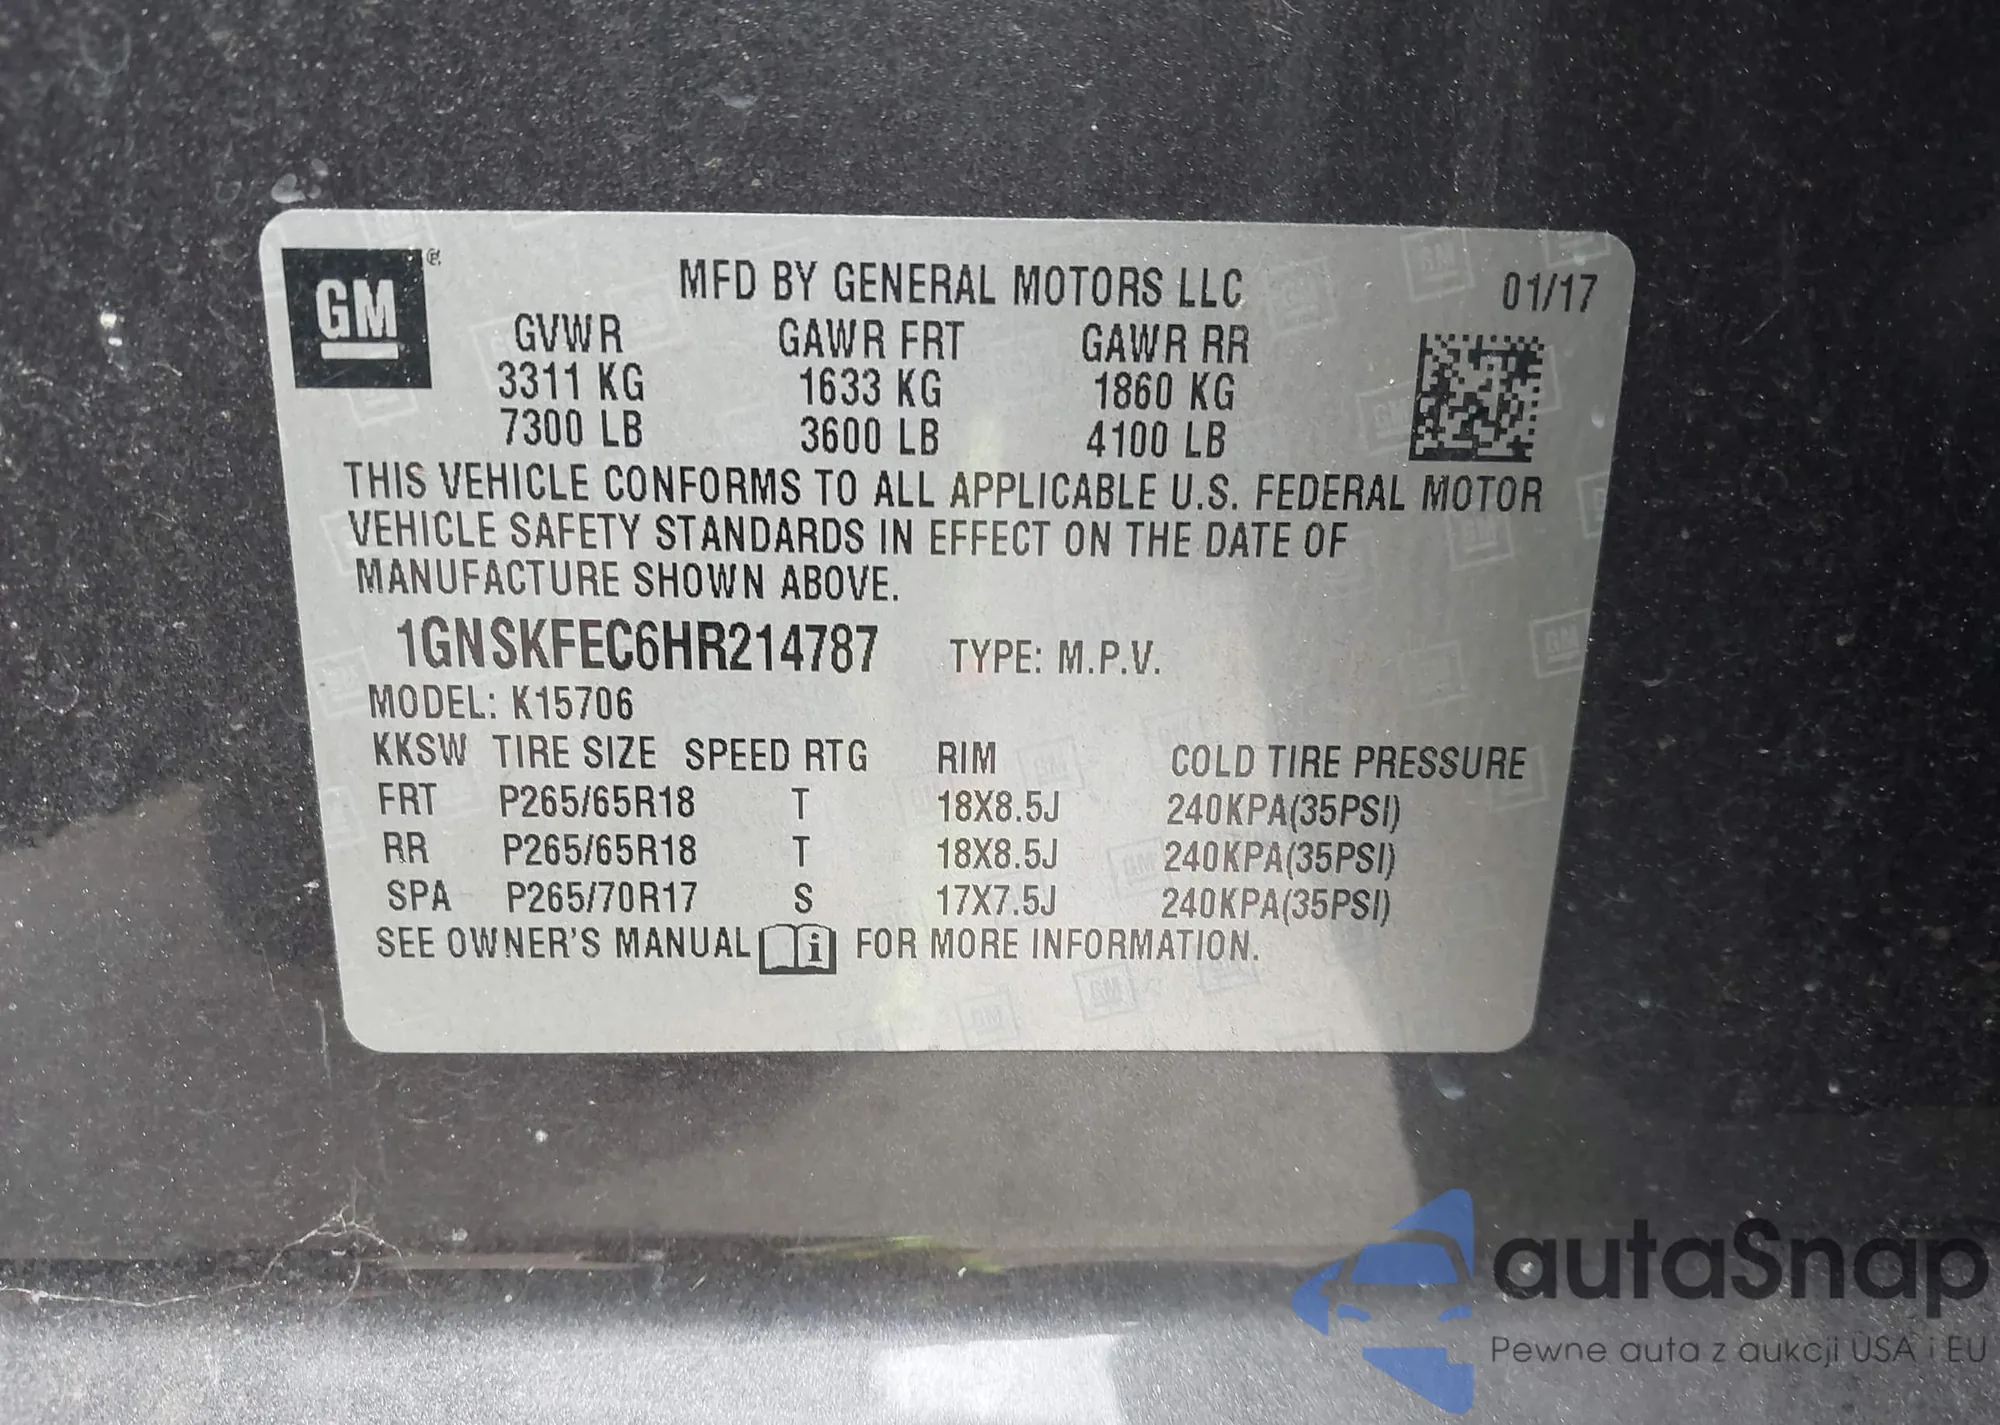 GM®
MFD BY GENERAL MOTORS LLC 01/17
GVWR GAWR FRT GAWR RR
3311 KG 1633 KG 1860 KG
7300 LB 3600 LB 4100 LB
THIS VEHICLE CONFORMS TO ALL APPLICABLE U.S. FEDERAL MOTOR
VEHICLE SAFETY STANDARDS IN EFFECT ON THE DATE OF
MANUFACTURE SHOWN ABOVE.
1GNSKFEC6HR214787 TYPE: M.P.V.
MODEL: K15706
KKSW TIRE SIZE SPEED RTG RIM COLD TIRE PRESSURE
FRT P265/65R18 T 18X8.5J 240KPA(35PSI)
RR P265/65R18 T 18X8.5J 240KPA(35PSI)
SPA P265/70R17 S 17X7.5J 240KPA(35PSI)
SEE OWNER'S MANUAL i FOR MORE INFORMATION.
autaSnap
Pewne auta z aukcji USA i EU